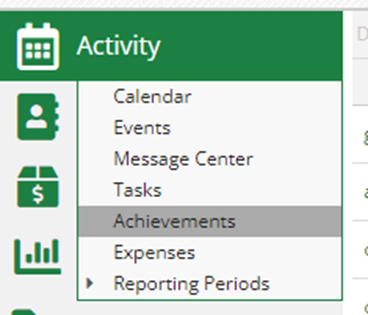 Activity
Calendar
Events
Message Center
Tasks
Achievements
Expenses
Reporting Periods